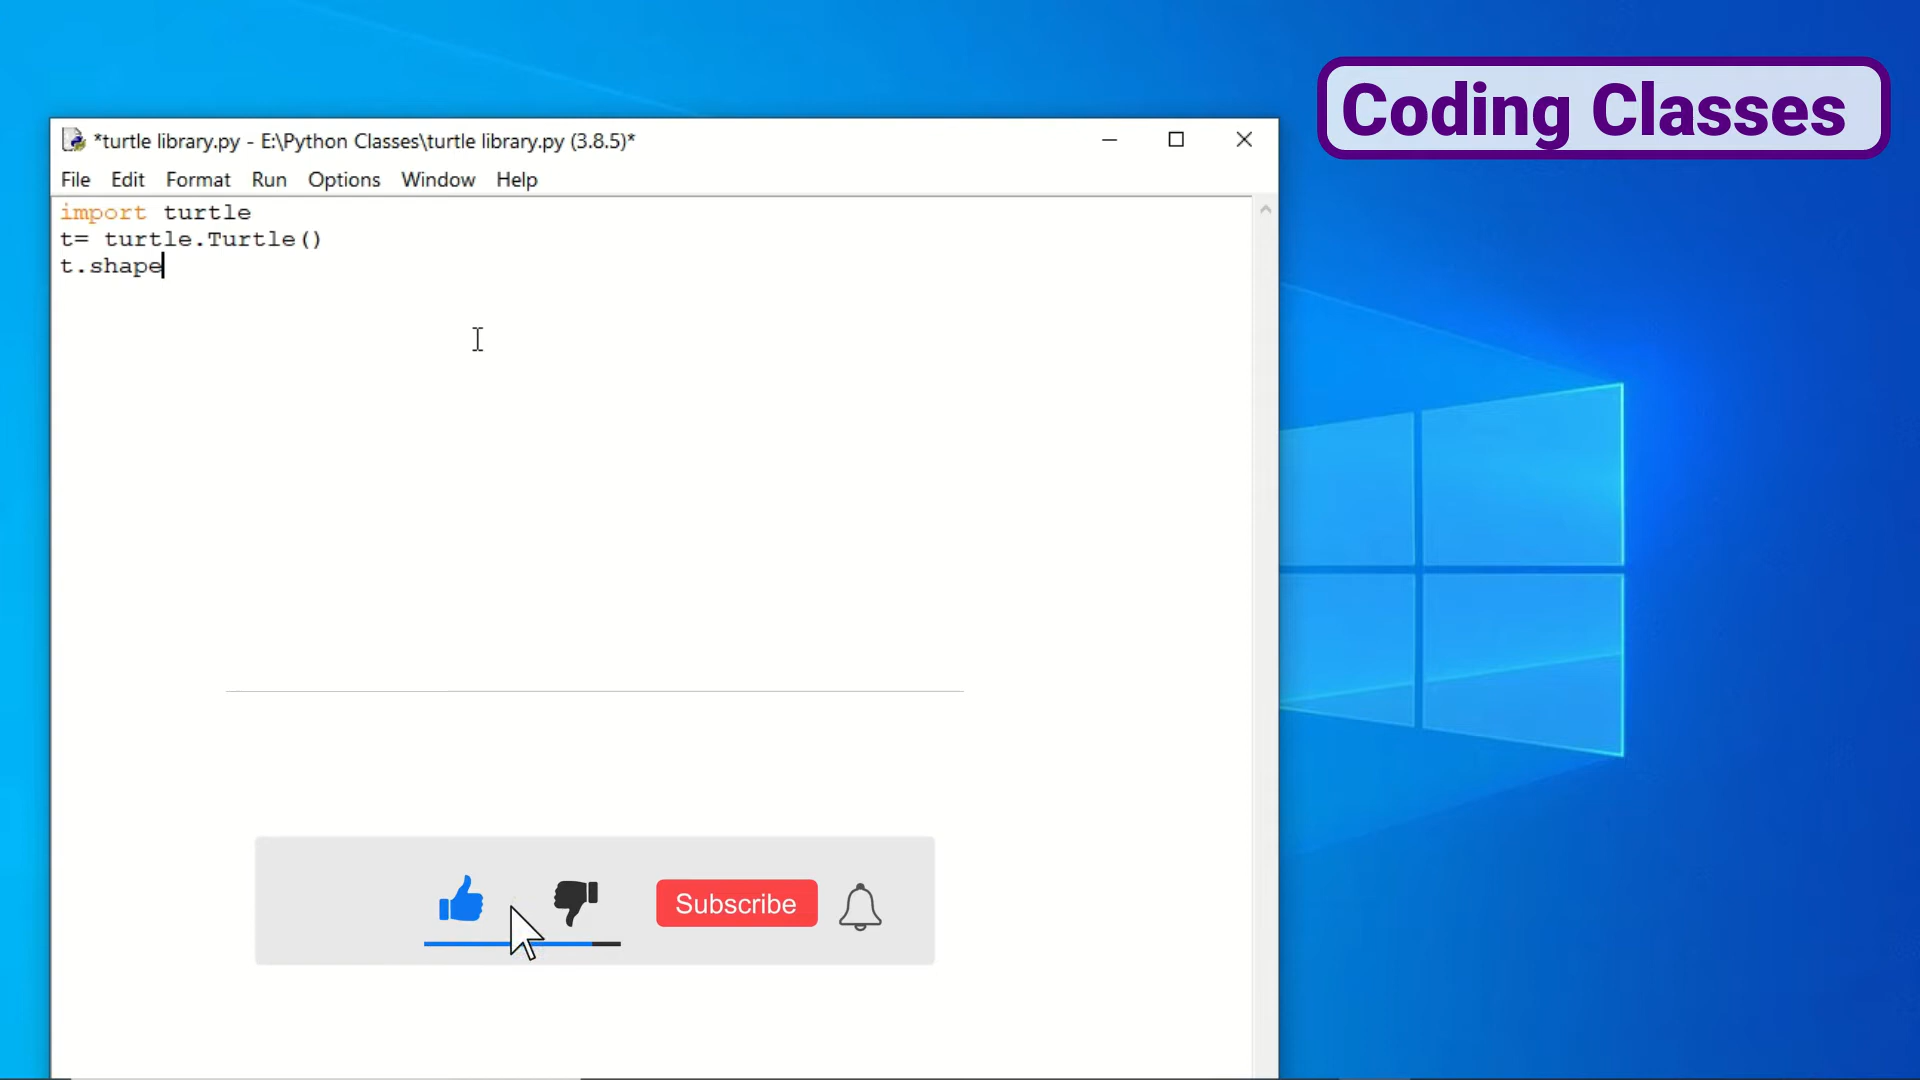 Coding Classes
*turtle library.py - E:\Python Classes\turtle library.py (3.8.5)*
File Edit Format Run Options Window Help
import turtle
t= turtle.Turtle()
t.shape
Subscribe